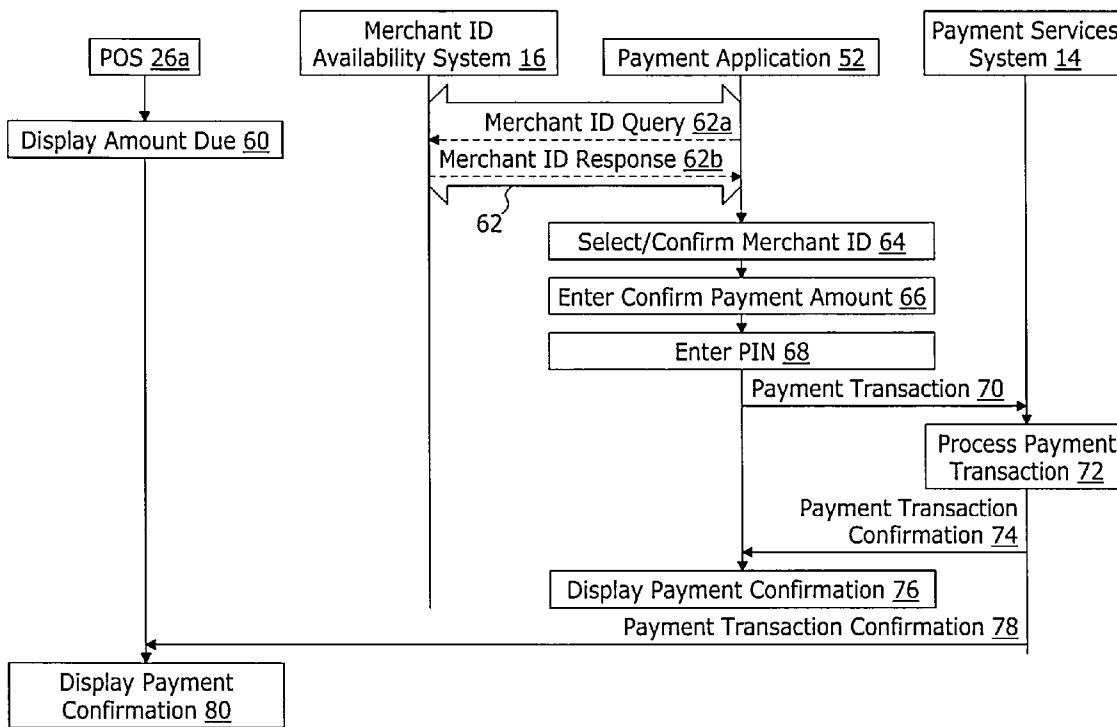 POS 26a
Merchant ID
Availability System 16
Payment Application 52
Payment Services
System 14
Display Amount Due 60
Merchant ID Query 62a
Merchant ID Response 62b
62
Select/Confirm Merchant ID 64
Enter Confirm Payment Amount 66
Enter PIN 68
Payment Transaction 70
Process Payment
Transaction 72
Payment Transaction
Confirmation 74
Display Payment Confirmation 76
Payment Transaction Confirmation 78
Display Payment
Confirmation 80